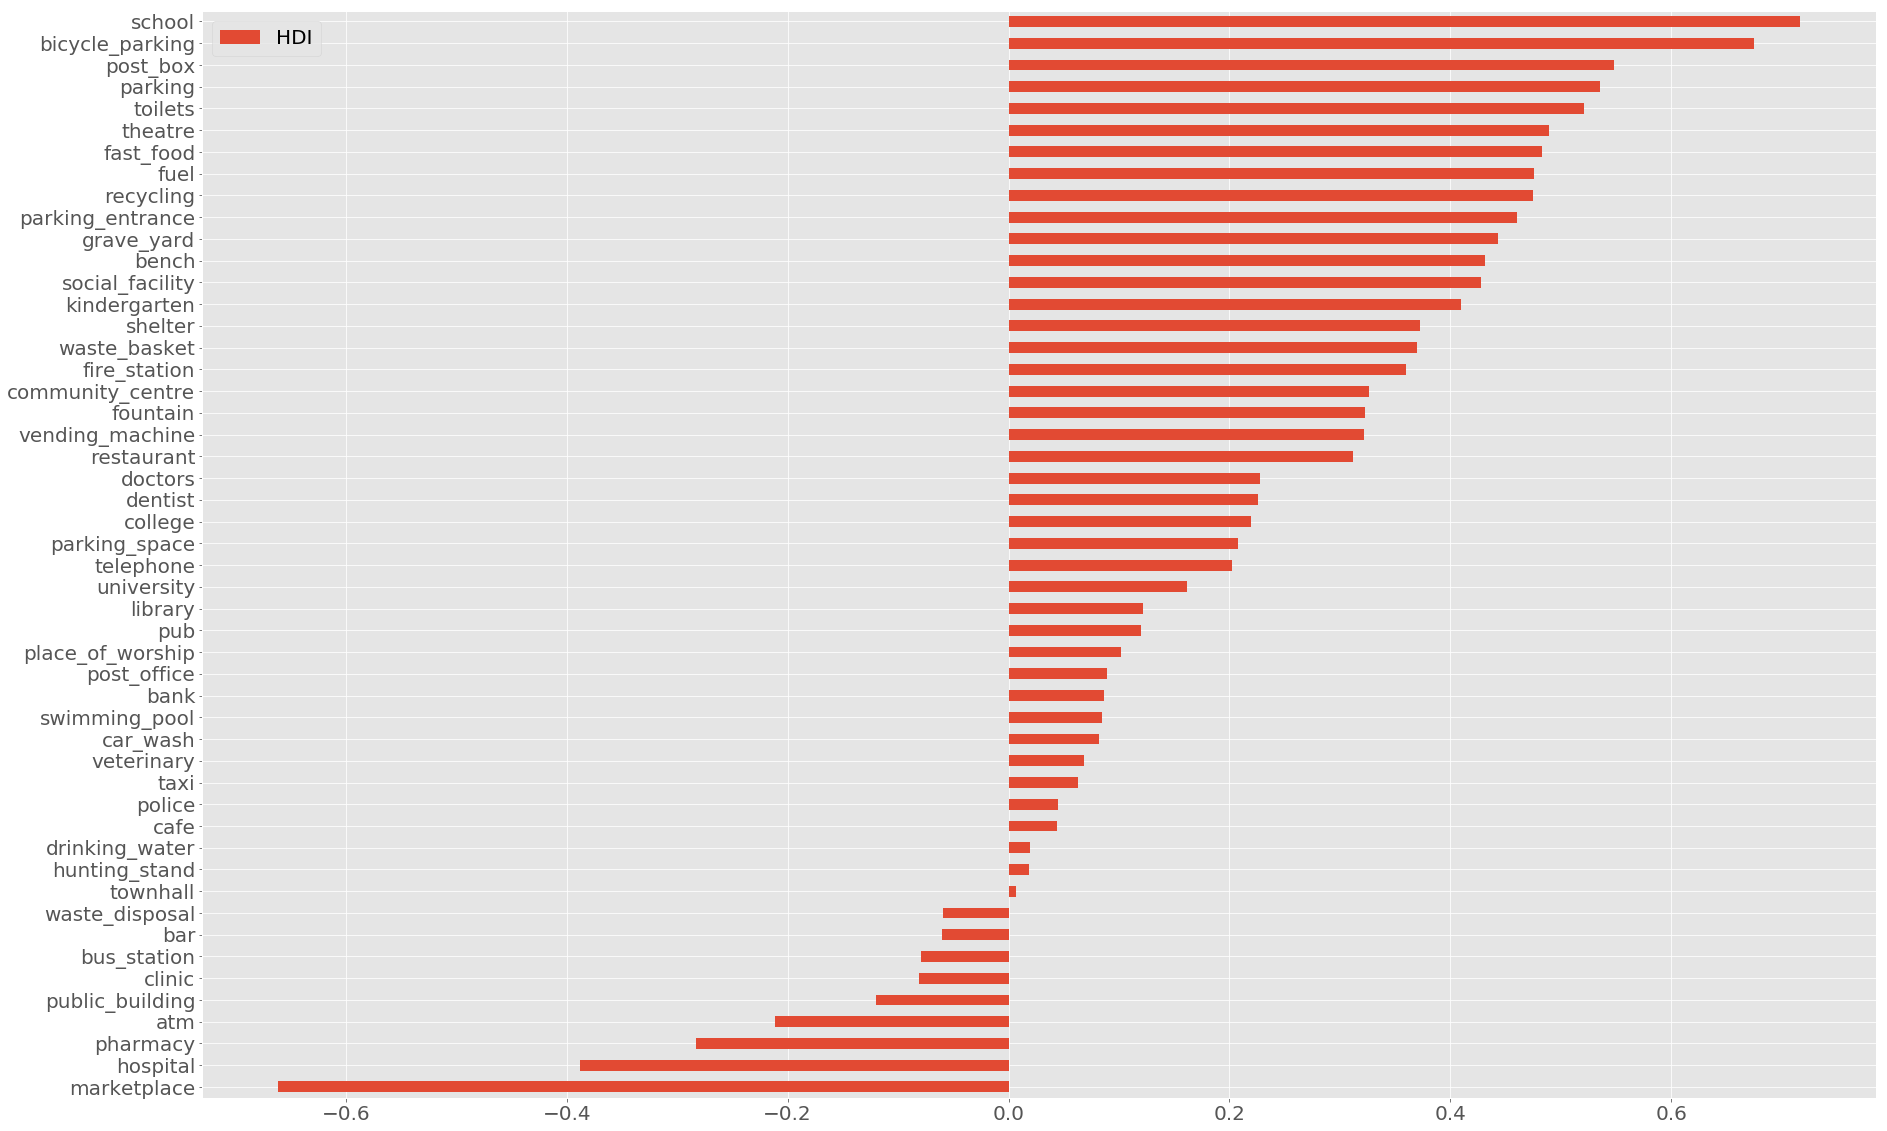 HDI
school
bicycle_parking
post_box
parking
toilets
theatre
fast_food
fuel
recycling
parking_entrance
grave_yard
bench
social_facility
kindergarten
shelter
waste_basket
fire_station
community_centre
fountain
vending_machine
restaurant
doctors
dentist
college
parking_space
telephone
university
library
pub
place_of_worship
post_office
bank
swimming_pool
car_wash
veterinary
taxi
police
cafe
drinking_water
hunting_stand
townhall
waste_disposal
bar
bus_station
clinic
public_building
atm
pharmacy
hospital
marketplace
−0.6 −0.4 −0.2 0.0 0.2 0.4 0.6